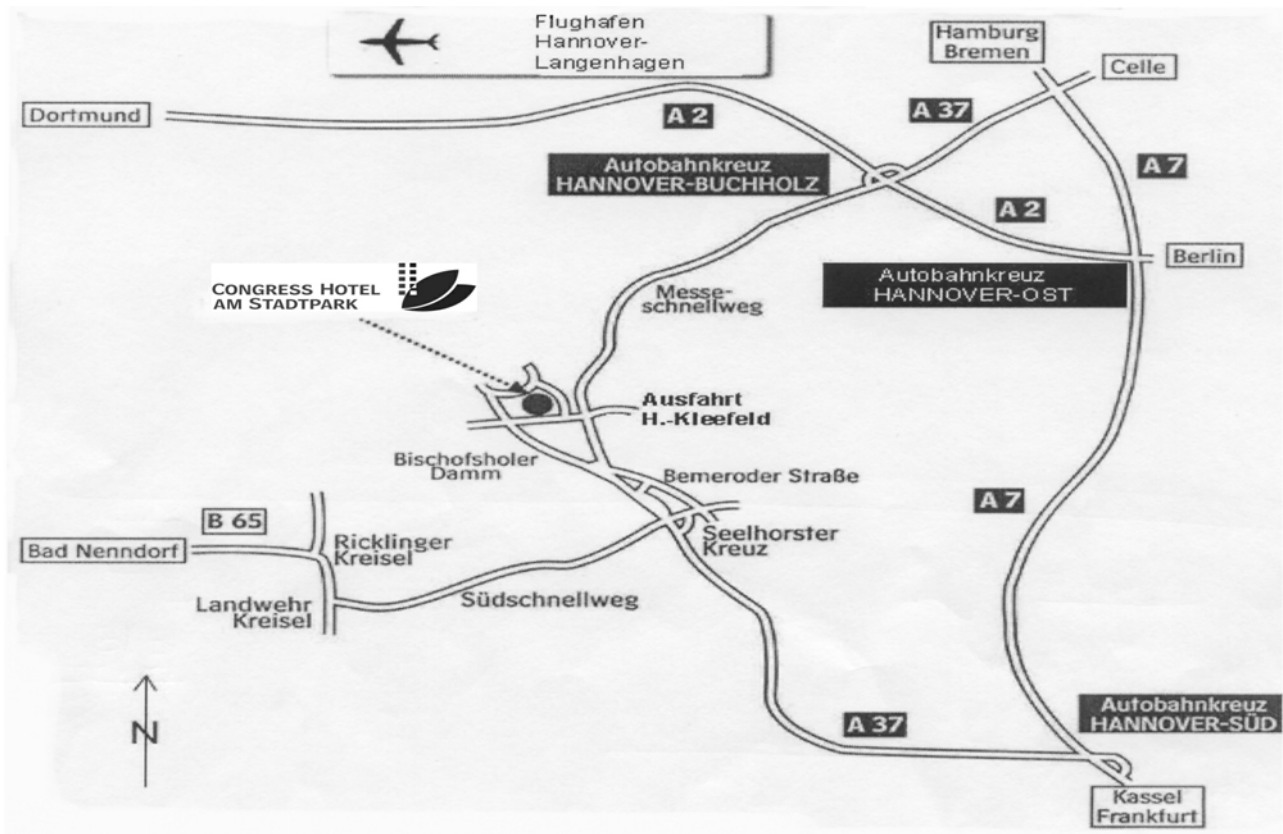 Flughafen
Hannover-
Langenhagen
Hamburg
Bremen
Celle
Dortmund
A 2
A 37
Autobahnkreuz
HANNOVER-BUCHHOLZ
A 7
A 2
Berlin
Autobahnkreuz
HANNOVER-OST
CONGRESS HOTEL
AM STADTPARK
Messe-
schnellweg
Ausfahrt
H.-Kleefeld
Bischofsholer
Damm
Bemeroder Straße
A 7
B 65
Bad Nenndorf
Ricklinger
Kreisel
Seelhorster
Kreuz
Landwehr
Kreisel
Südschnellweg
N
A 37
Autobahnkreuz
HANNOVER-SÜD
Kassel
Frankfurt